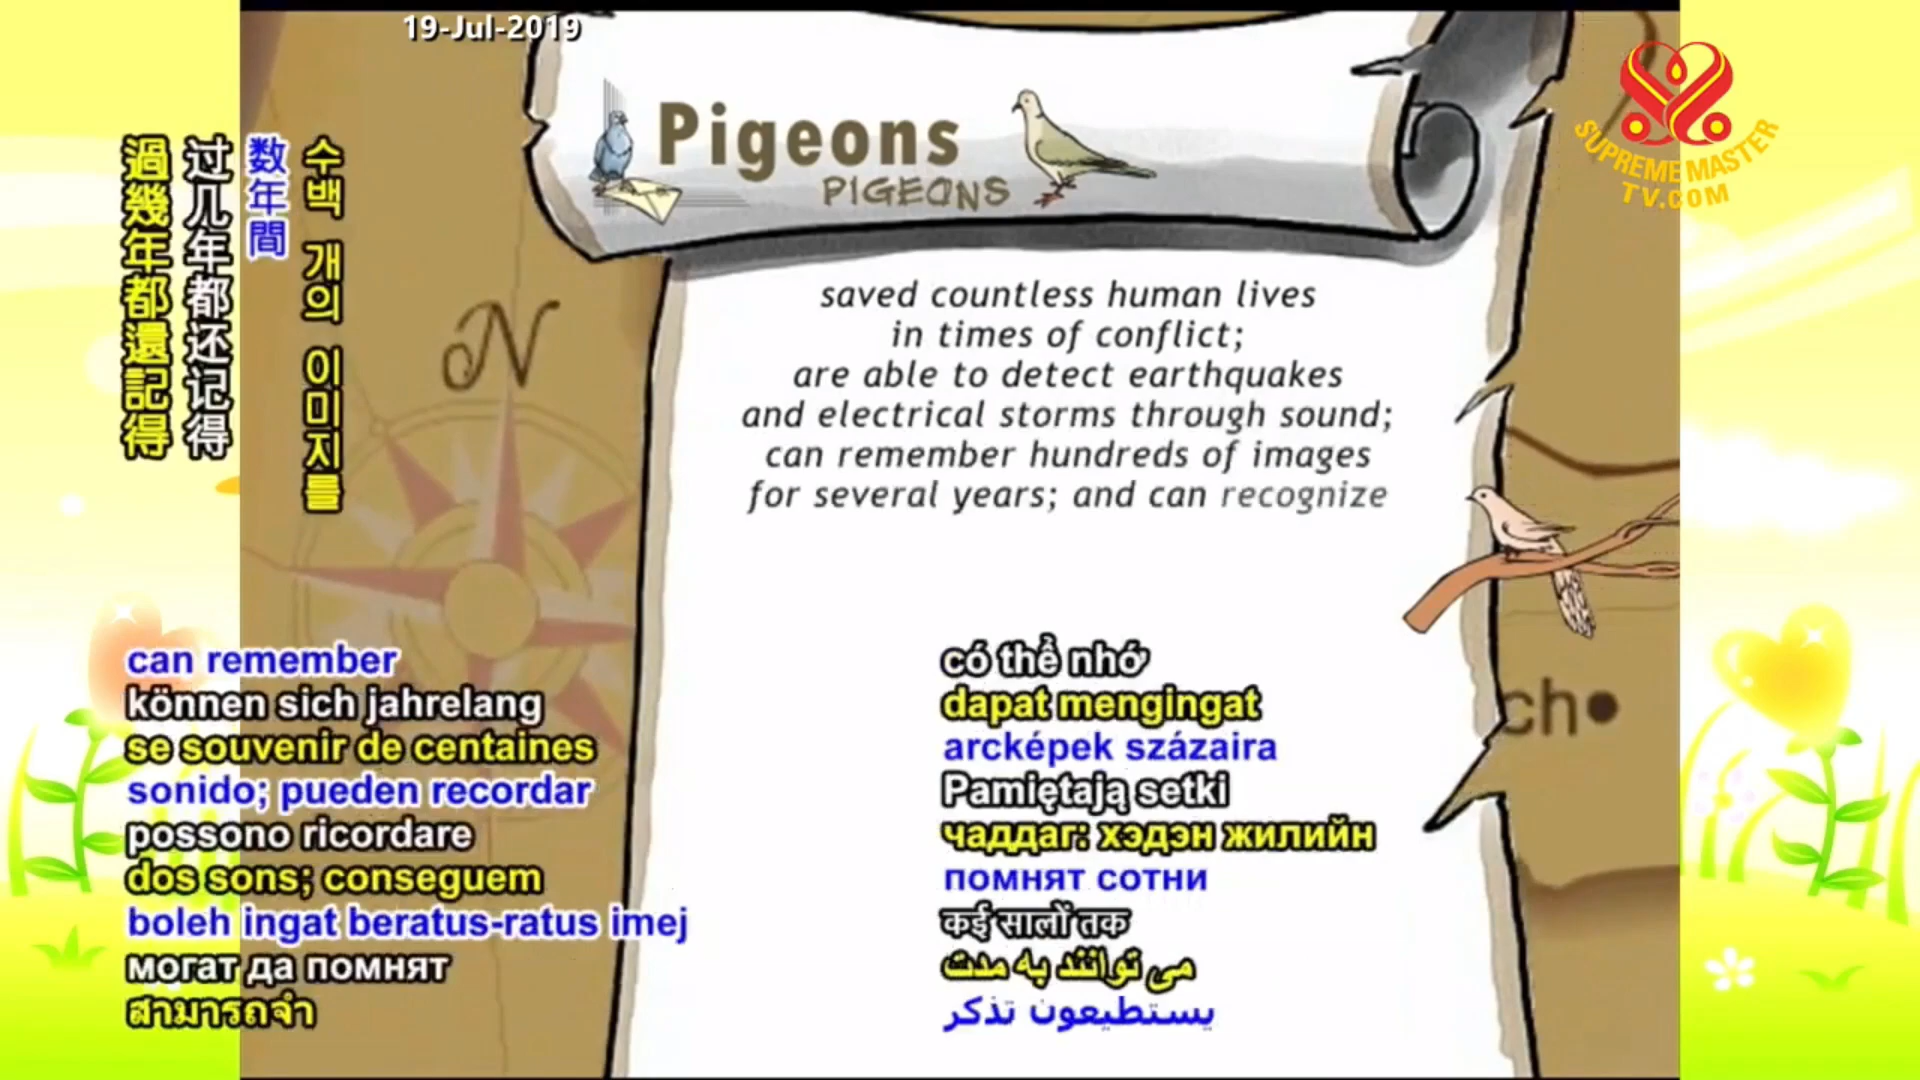 19-Jul-2019
Pigeons
PIGEONS
SUPREME MASTER
TV.COM
saved countless human lives
in times of conflict;
are able to detect earthquakes
and electrical storms through sound;
can remember hundreds of images
for several years; and can recognize
N
ch
過幾年都還記得
过几年都还记得
数年間
수백 개의 이미지를
can remember
können sich jahrelang
se souvenir de centaines
sonido; pueden recordar
possono ricordare
dos sons; conseguem
boleh ingat beratus-ratus imej
могат да помнят
สามารถจำ
có thể nhớ
dapat mengingat
arcképek százaira
Pamiętają setki
чаддаг: хэдэн жилийн
помнят сотни
कई सालों तक
می توانند به مدت
يستطيعون تذكر